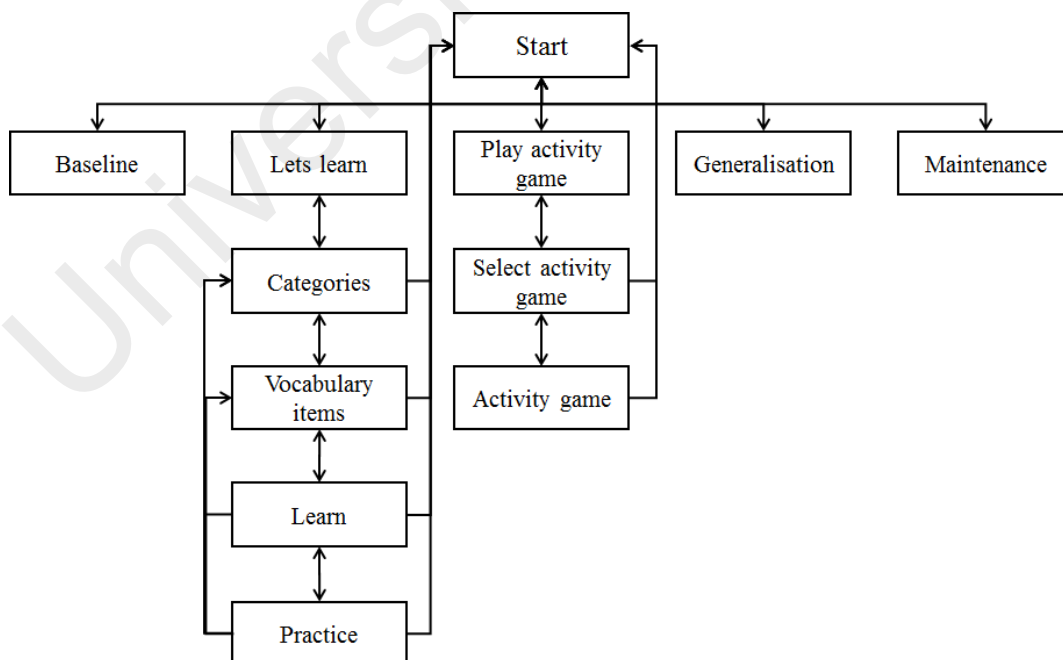 Start
Baseline
Lets learn
Play activity
game
Generalisation
Maintenance
Categories
Select activity
game
Vocabulary
items
Activity game
Learn
Practice
Univers